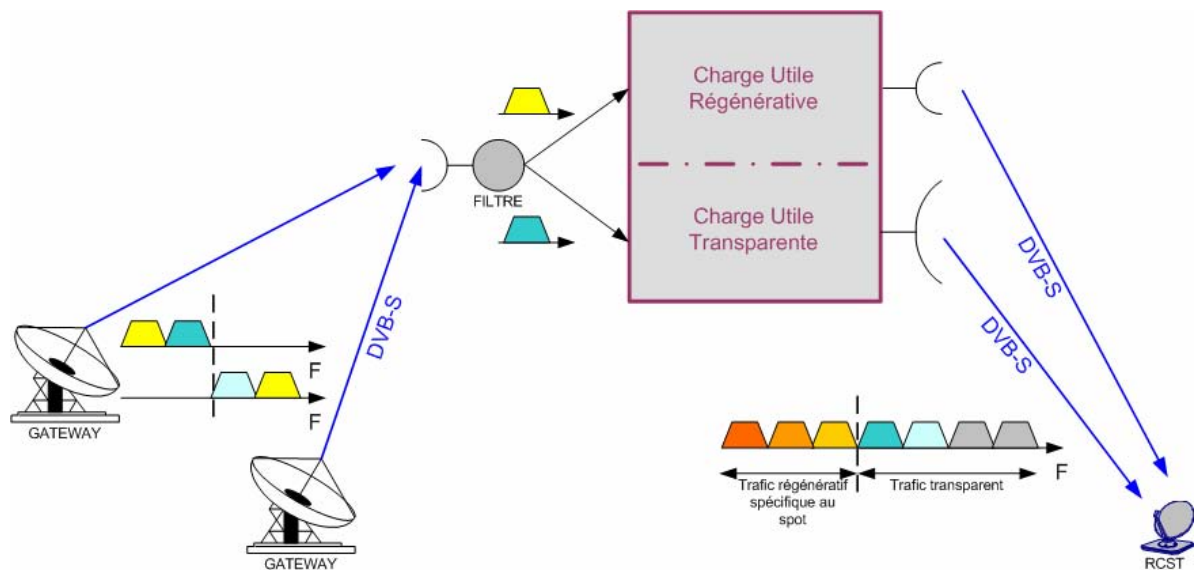 Charge Utile
Régénérative
FILTRE
Charge Utile
Transparente
DVB-S
DVB-S
DVB-S
F
F
GATEWAY
GATEWAY
F
Trafic régénératif
spécifique au
spot
Trafic transparent
RCST